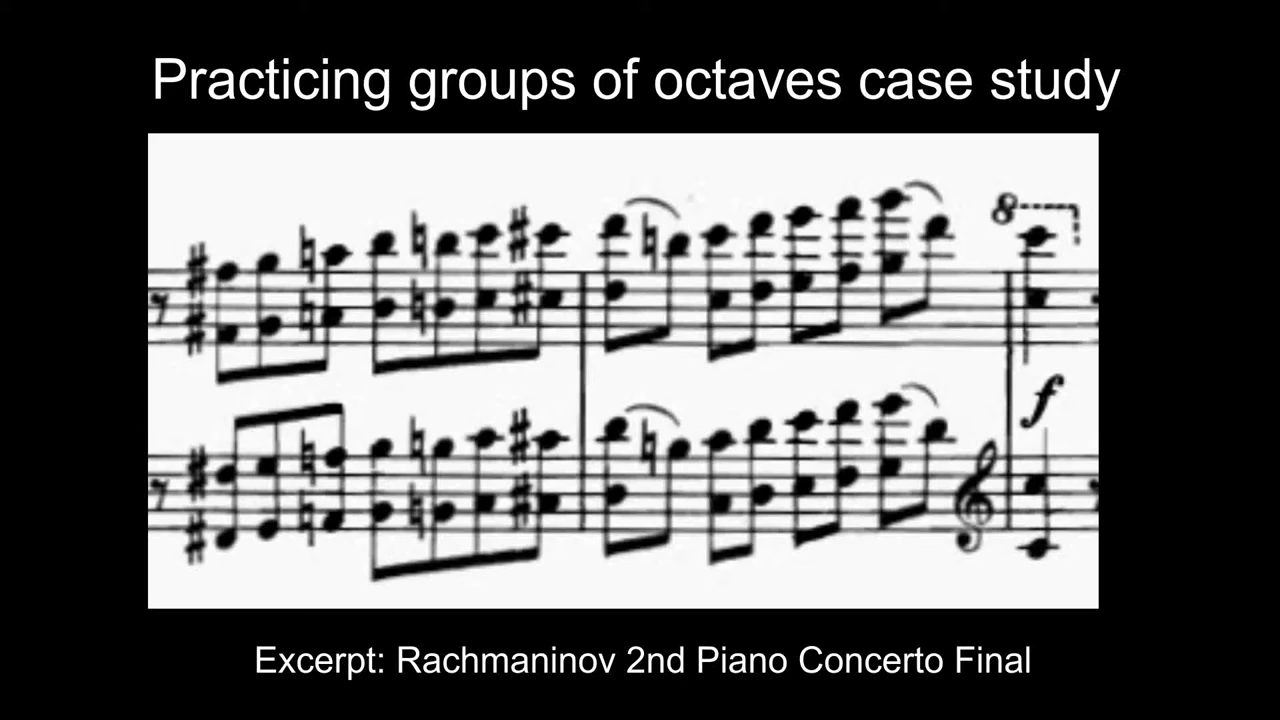 Practicing groups of octaves case study
8
f
Excerpt: Rachmaninov 2nd Piano Concerto Final